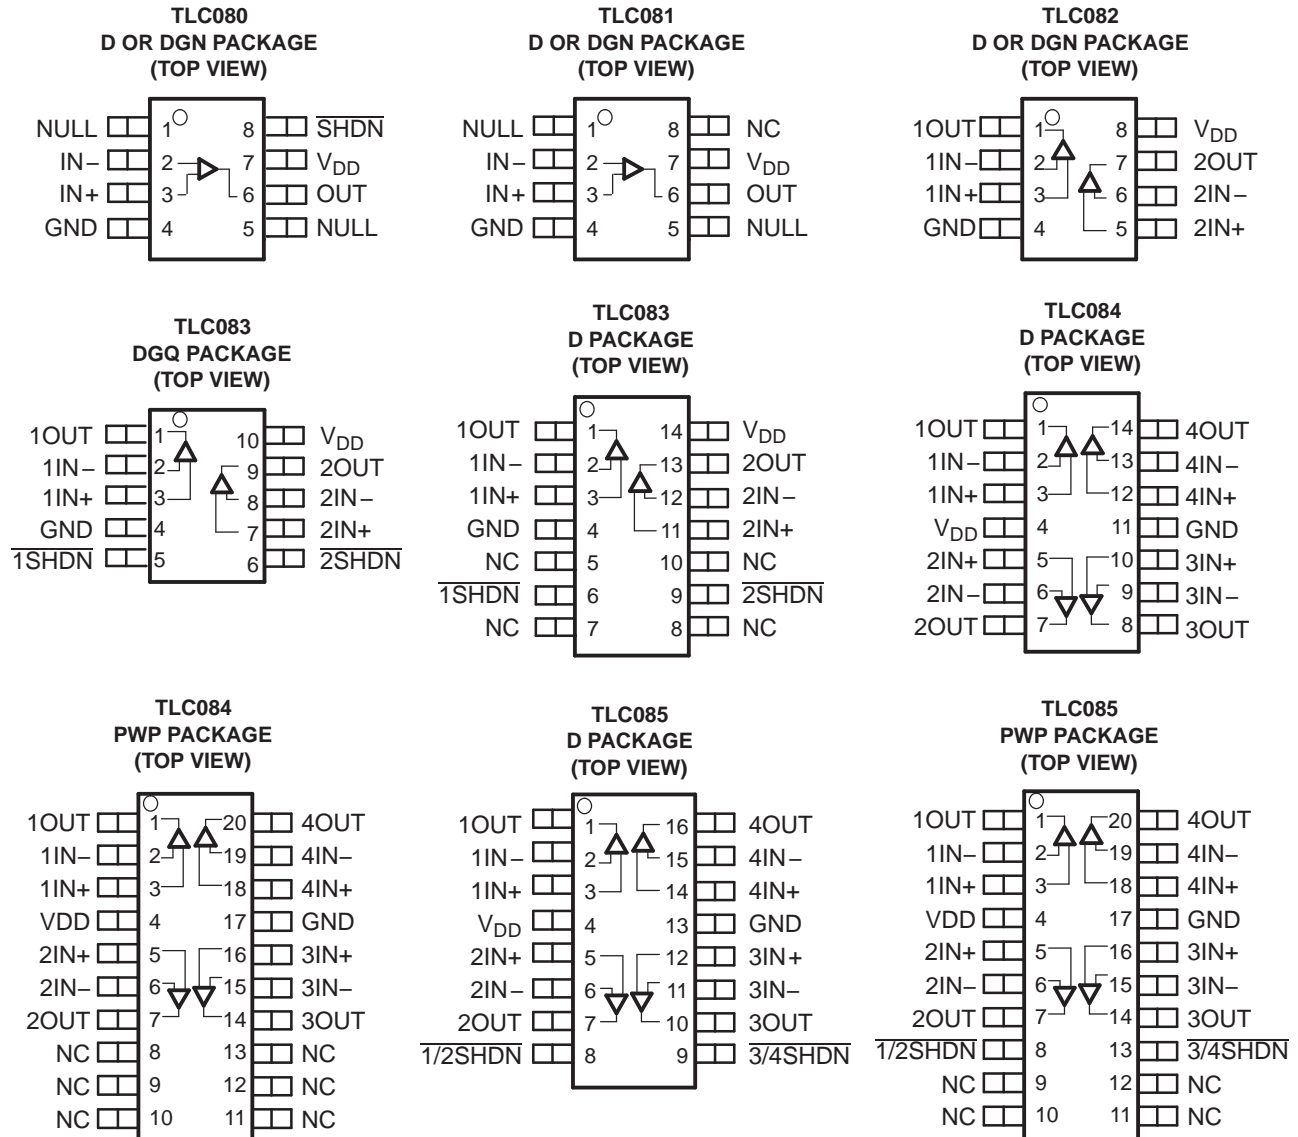 TLC080
D OR DGN PACKAGE
(TOP VIEW)
NULL 1 8 SHDN
IN− 2 7 VDD
IN+ 3 6 OUT
GND 4 5 NULL
TLC081
D OR DGN PACKAGE
(TOP VIEW)
NULL 1 8 NC
IN− 2 7 VDD
IN+ 3 6 OUT
GND 4 5 NULL
TLC082
D OR DGN PACKAGE
(TOP VIEW)
1OUT 1 8 VDD
1IN− 2 7 2OUT
1IN+ 3 6 2IN−
GND 4 5 2IN+
TLC083
DGQ PACKAGE
(TOP VIEW)
1OUT 1 10 VDD
1IN− 2 9 2OUT
1IN+ 3 8 2IN−
GND 4 7 2IN+
1SHDN 5 6 2SHDN
TLC083
D PACKAGE
(TOP VIEW)
1OUT 1 14 VDD
1IN− 2 13 2OUT
1IN+ 3 12 2IN−
GND 4 11 2IN+
NC 5 10 NC
1SHDN 6 9 2SHDN
NC 7 8 NC
TLC084
D PACKAGE
(TOP VIEW)
1OUT 1 14 4OUT
1IN− 2 13 4IN−
1IN+ 3 12 4IN+
VDD 4 11 GND
2IN+ 5 10 3IN+
2IN− 6 9 3IN−
2OUT 7 8 3OUT
TLC084
PWP PACKAGE
(TOP VIEW)
1OUT 1 20 4OUT
1IN− 2 19 4IN−
1IN+ 3 18 4IN+
VDD 4 17 GND
2IN+ 5 16 3IN+
2IN− 6 15 3IN−
2OUT 7 14 3OUT
NC 8 13 NC
NC 9 12 NC
NC 10 11 NC
TLC085
D PACKAGE
(TOP VIEW)
1OUT 1 16 4OUT
1IN− 2 15 4IN−
1IN+ 3 14 4IN+
VDD 4 13 GND
2IN+ 5 12 3IN+
2IN− 6 11 3IN−
2OUT 7 10 3OUT
1/2SHDN 8 9 3/4SHDN
TLC085
PWP PACKAGE
(TOP VIEW)
1OUT 1 20 4OUT
1IN− 2 19 4IN−
1IN+ 3 18 4IN+
VDD 4 17 GND
2IN+ 5 16 3IN+
2IN− 6 15 3IN−
2OUT 7 14 3OUT
1/2SHDN 8 13 3/4SHDN
NC 9 12 NC
NC 10 11 NC